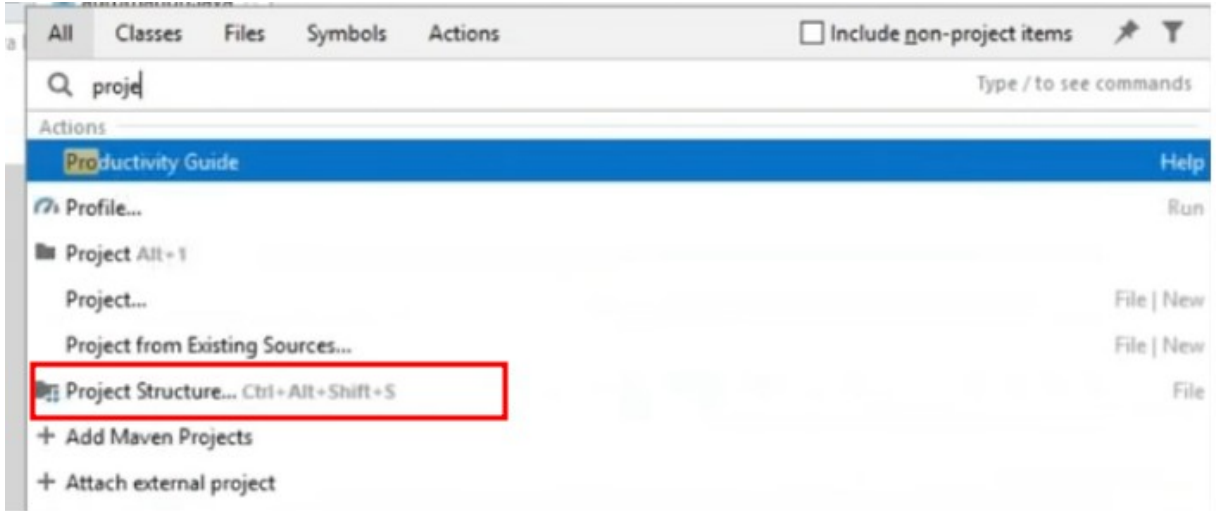 All Classes Files Symbols Actions Include non-project items
proje Type / to see commands
Actions
Productivity Guide Help
Profile... Run
Project Alt+1
Project... File | New
Project from Existing Sources... File | New
Project Structure... Ctrl+Alt+Shift+S File
+ Add Maven Projects
+ Attach external project